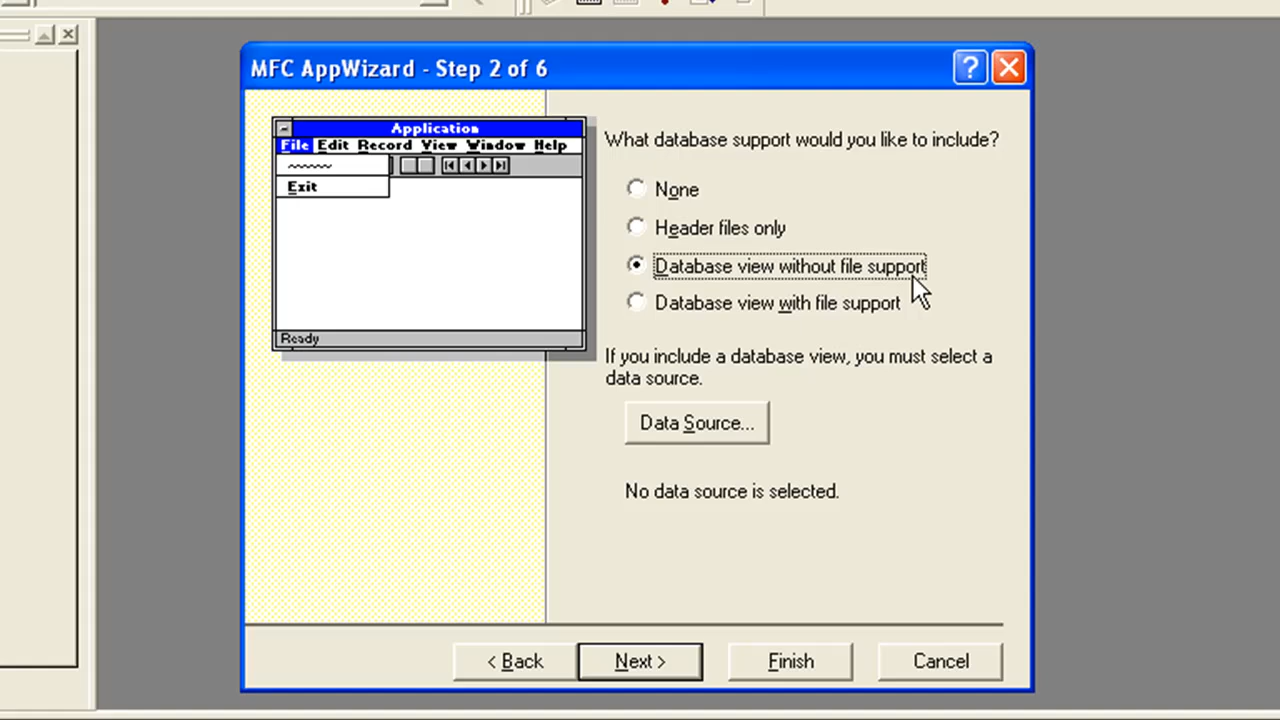 MFC AppWizard - Step 2 of 6
Application
File Edit Record View Window Help
Exit
Ready
What database support would you like to include?
None
Header files only
Database view without file support
Database view with file support
If you include a database view, you must select a
data source.
Data Source...
No data source is selected.
< Back Next > Finish Cancel